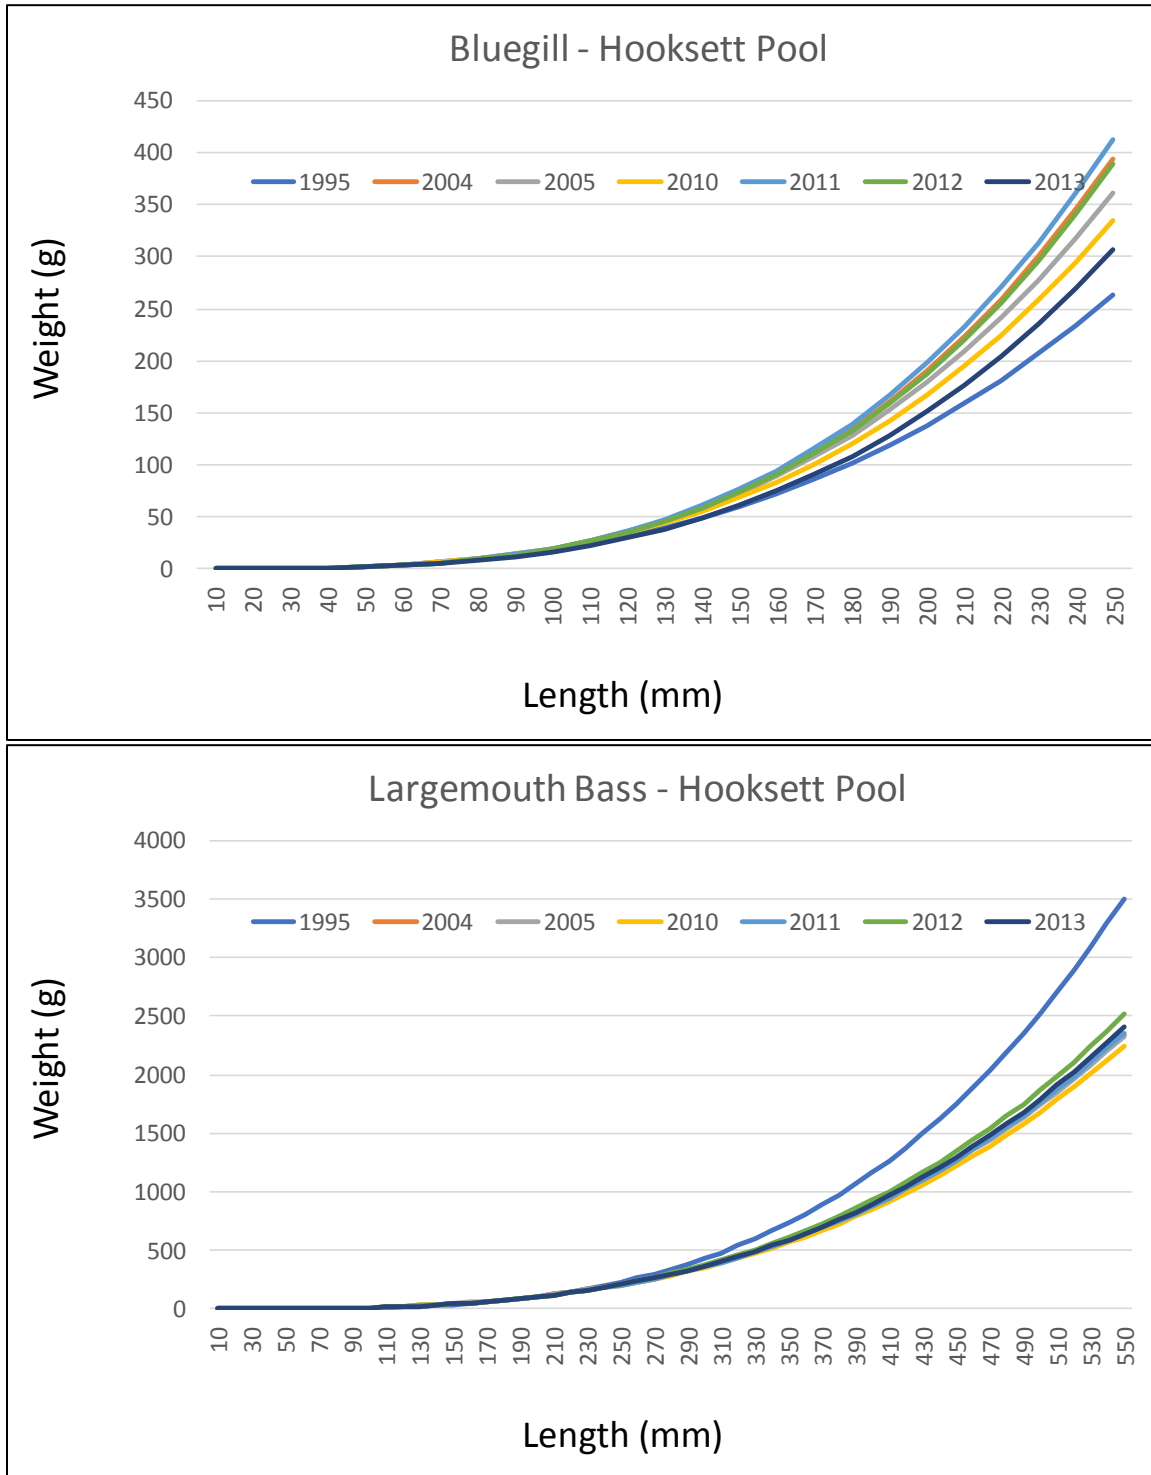 Bluegill - Hooksett Pool
450
400
1995 2004 2005 2010 2011 2012 2013
350
300
250
200
150
100
50
0
Weight (g)
10 20 30 40 50 60 70 80 90 100 110 120 130 140 150 160 170 180 190 200 210 220 230 240 250
Length (mm)
Largemouth Bass - Hooksett Pool
4000
3500
1995 2004 2005 2010 2011 2012 2013
3000
2500
2000
1500
1000
500
0
Weight (g)
10 30 50 70 90 110 130 150 170 190 210 230 250 270 290 310 330 350 370 390 410 430 450 470 490 510 530 550
Length (mm)